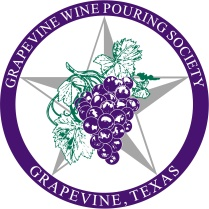 GRAPEVINE WINE POURING SOCIETY
GRAPEVINE, TEXAS